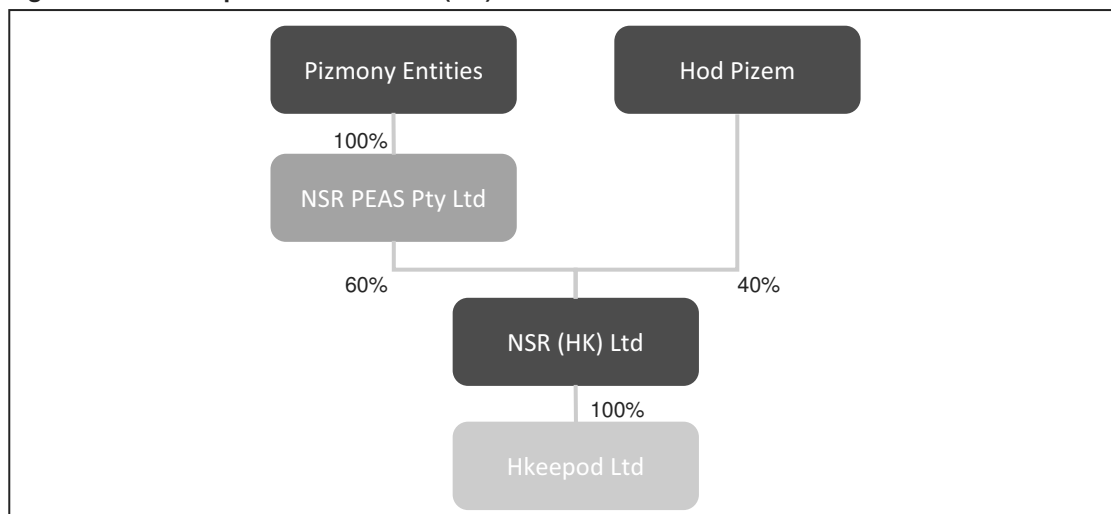 Pizmony Entities
Hod Pizem
100%
NSR PEAS Pty Ltd
60%
40%
NSR (HK) Ltd
100%
Hkeepod Ltd